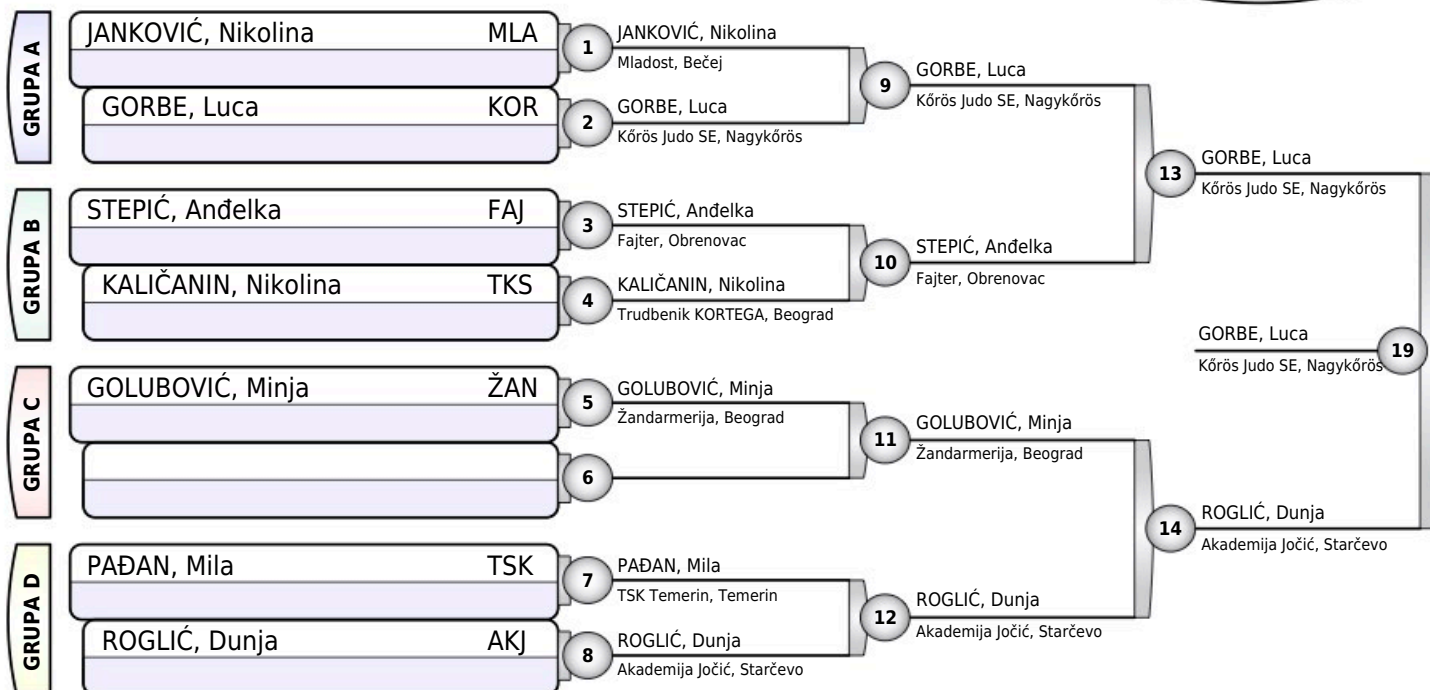 GRUPA A
JANKOVIĆ, Nikolina MLA
GORBE, Luca KOR
1
JANKOVIĆ, Nikolina
Mladost, Bečej
2
GORBE, Luca
Kőrös Judo SE, Nagykőrös
9
GORBE, Luca
Kőrös Judo SE, Nagykőrös
GRUPA B
STEPIĆ, Anđelka FAJ
KALIČANIN, Nikolina TKS
3
STEPIĆ, Anđelka
Fajter, Obrenovac
4
KALIČANIN, Nikolina
Trudbenik KORTEGA, Beograd
10
STEPIĆ, Anđelka
Fajter, Obrenovac
13
GORBE, Luca
Kőrös Judo SE, Nagykőrös
GORBE, Luca
Kőrös Judo SE, Nagykőrös
19
GRUPA C
GOLUBOVIĆ, Minja ŽAN
5
GOLUBOVIĆ, Minja
Žandarmerija, Beograd
6
11
GOLUBOVIĆ, Minja
Žandarmerija, Beograd
14
ROGLIĆ, Dunja
Akademija Jočić, Starčevo
GRUPA D
PAĐAN, Mila TSK
ROGLIĆ, Dunja AKJ
7
PAĐAN, Mila
TSK Temerin, Temerin
8
ROGLIĆ, Dunja
Akademija Jočić, Starčevo
12
ROGLIĆ, Dunja
Akademija Jočić, Starčevo